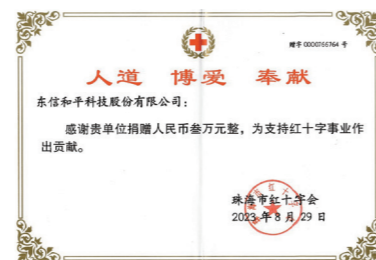 赠字 0000766764 号
人道 博爱 奉献
东信和平科技股份有限公司：
感谢贵单位捐赠人民币叁万元整，为支持红十字事业作
出贡献。
珠海市红十字会
2023 年 8 月 29 日